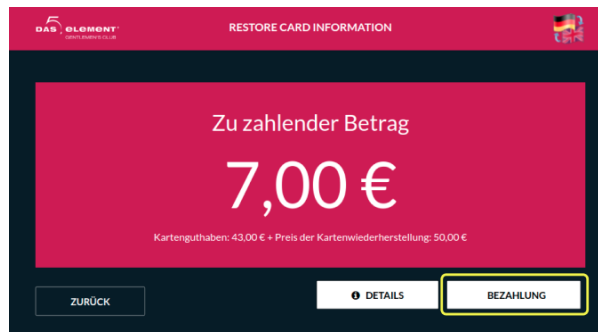 5
DAS ELEMENT
GENTLEMEN'S CLUB
RESTORE CARD INFORMATION
Zu zahlender Betrag
7,00 €
Kartenguthaben: 43,00 € + Preis der Kartenwiederherstellung: 50,00 €
ZURÜCK
DETAILS
BEZAHLUNG